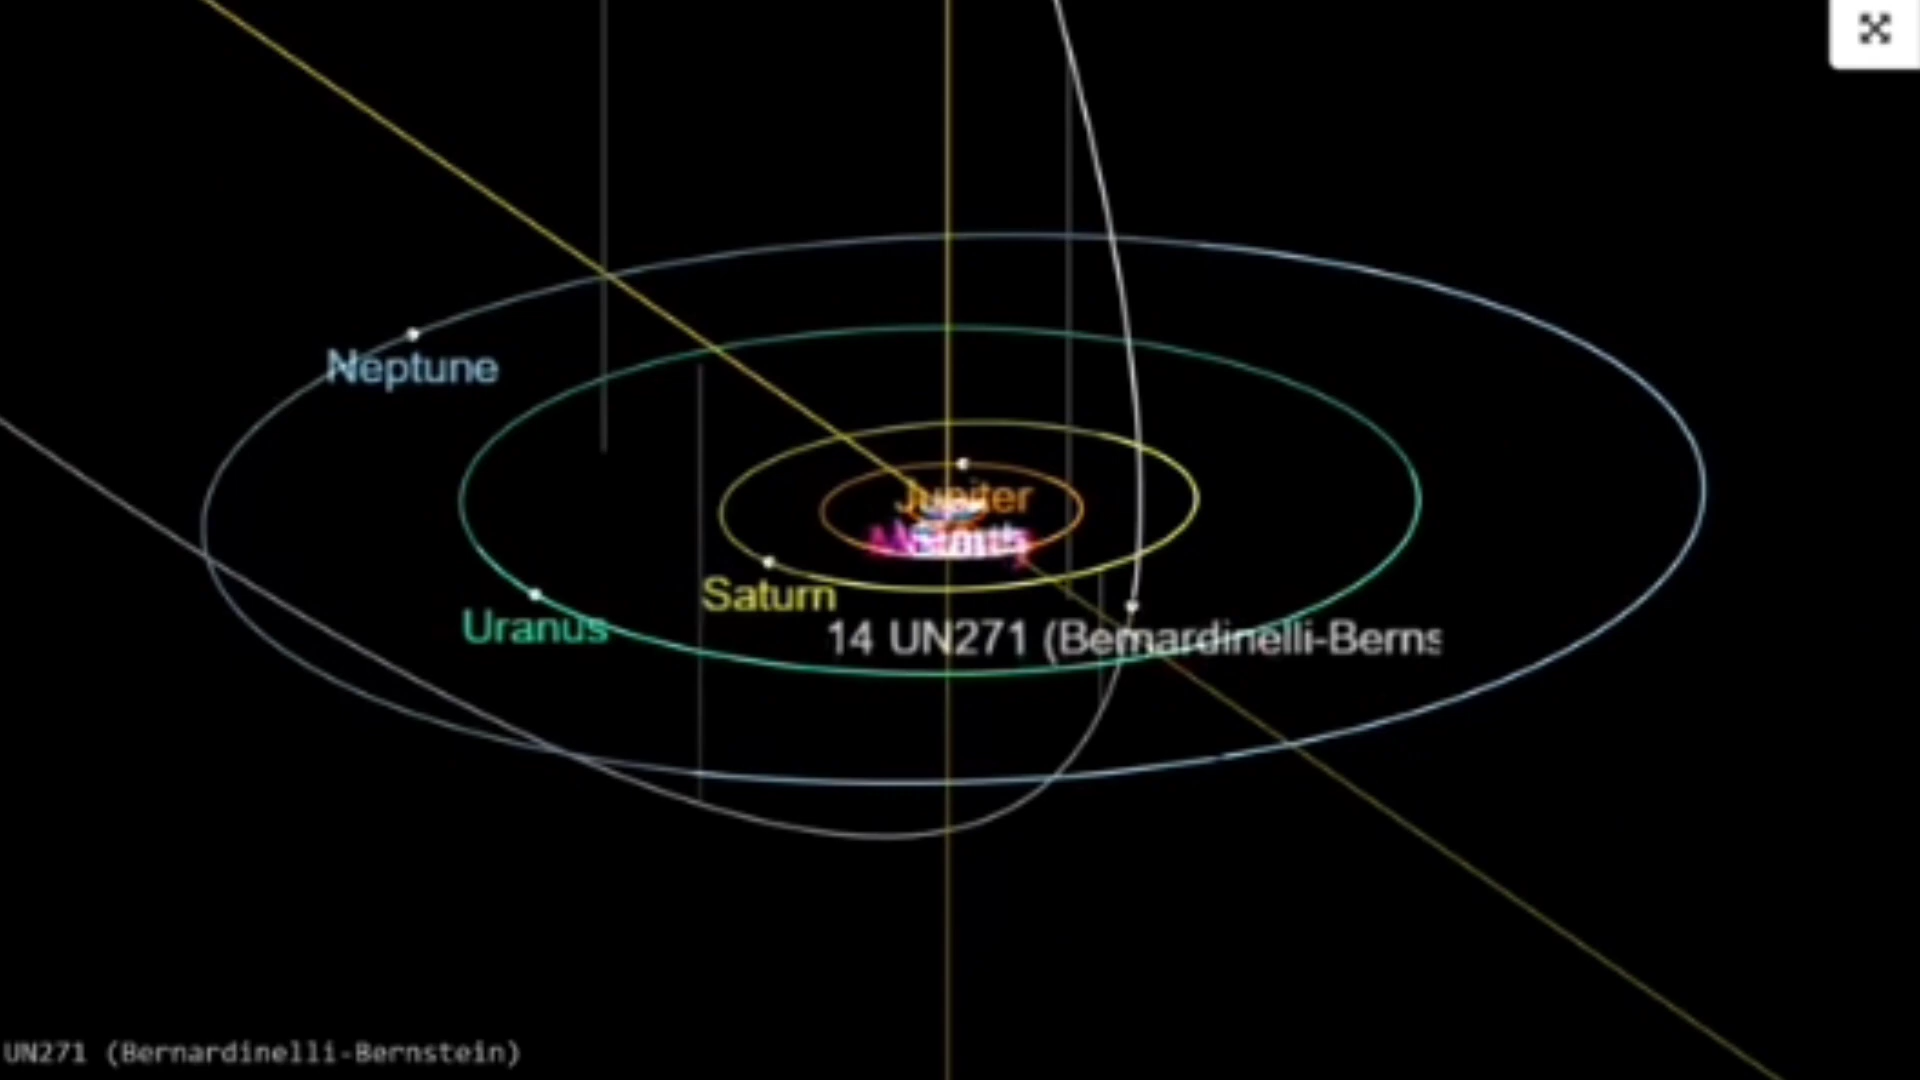 Neptune
Jupiter
Saturn
Uranus
14 UN271 (Bernardinelli-Berns
UN271 (Bernardinelli-Bernstein)